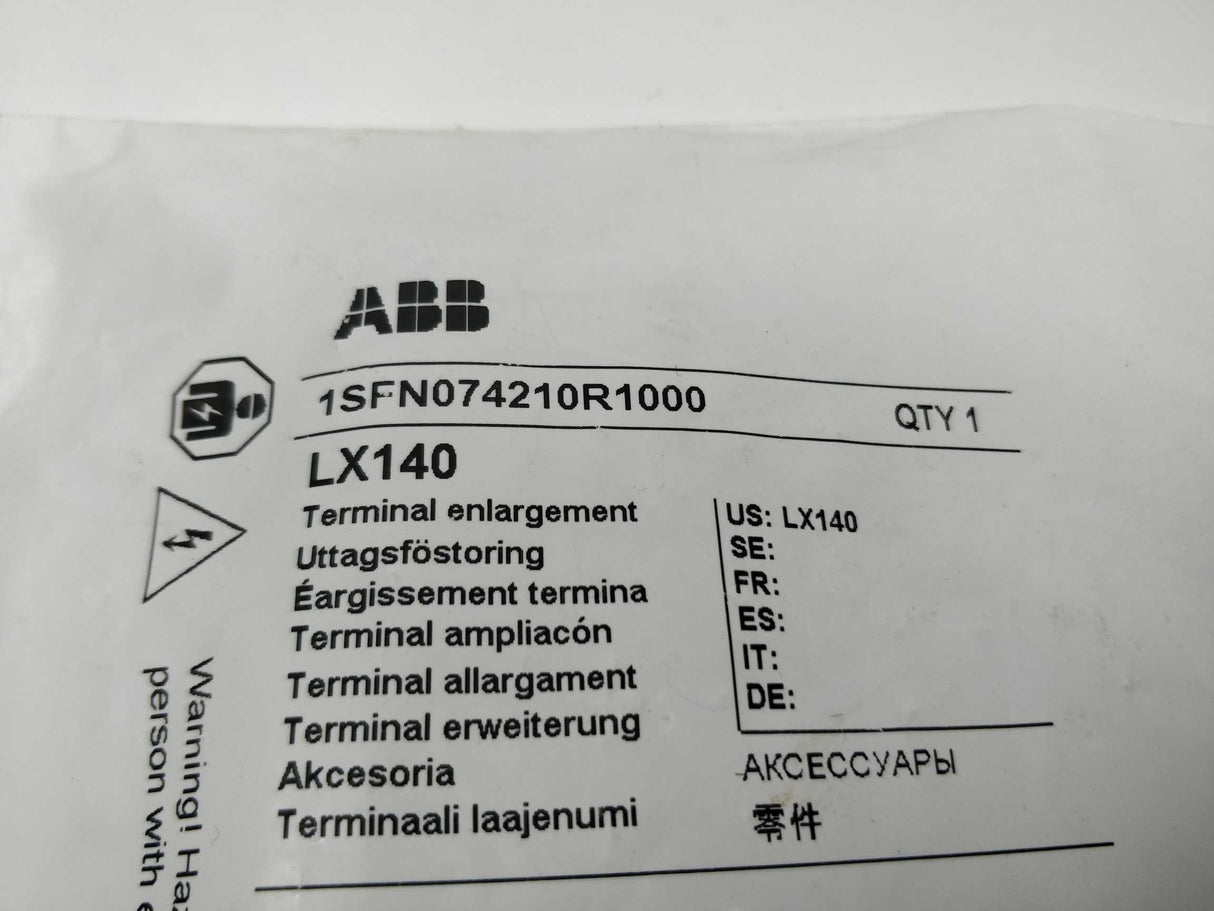 ABB
1SFN074210R1000
QTY 1
LX140
Terminal enlargement
Uttagsföstoring
Éargissement termina
Terminal ampliacón
Terminal allargament
Terminal erweiterung
Akcesoria
Terminaali laajenumi
US: LX140
SE:
FR:
ES:
IT:
DE:
АКСЕССУАРЫ
零件
Warning!
person with